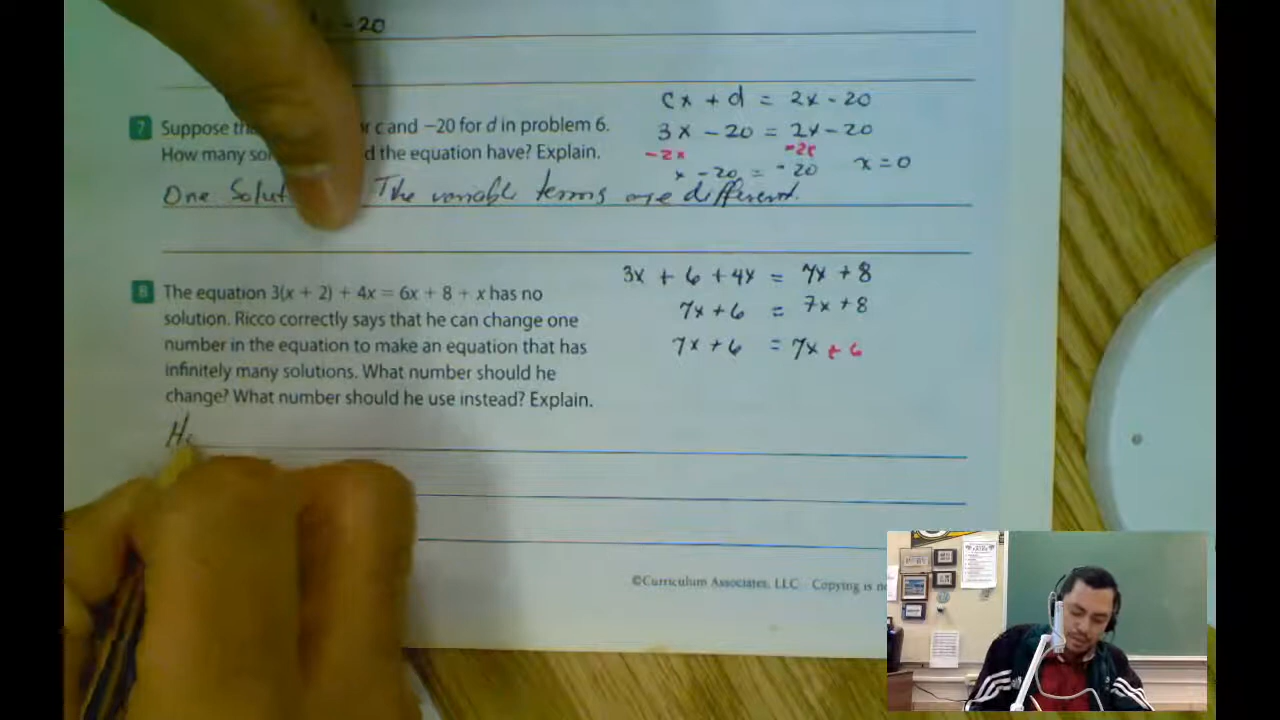 -20
cx + d = 2x - 20
7 Suppose c and −20 for d in problem 6.
3x - 20 = 2x - 20
-2x -2x
How many d the equation have? Explain.
x - 20 = -20 x = 0
One Solut The variable terms are different.
3x + 6 + 4x = 7x + 8
8 The equation 3(x + 2) + 4x = 6x + 8 + x has no
7x + 6 = 7x + 8
solution. Ricco correctly says that he can change one
number in the equation to make an equation that has
7x + 6 = 7x + 6
infinitely many solutions. What number should he
change? What number should he use instead? Explain.
He
©Curriculum Associates, LLC Copying is